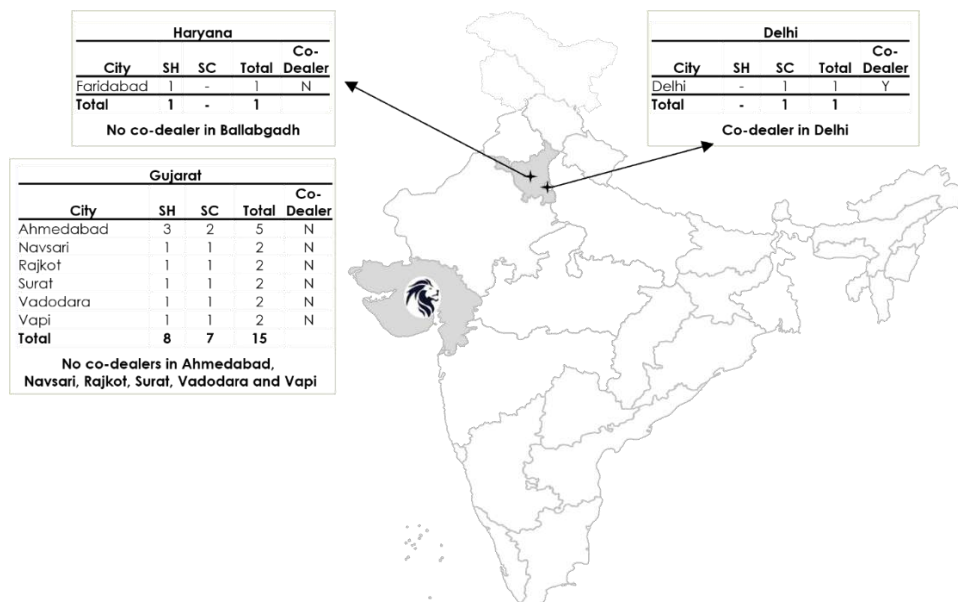 Haryana
City SH SC Total Co-Dealer
Faridabad 1 - 1 N
Total 1 - 1
No co-dealer in Ballabgadh
Delhi
City SH SC Total Co-Dealer
Delhi - 1 1 Y
Total - 1 1
Co-dealer in Delhi
Gujarat
City SH SC Total Co-Dealer
Ahmedabad 3 2 5 N
Navsari 1 1 2 N
Rajkot 1 1 2 N
Surat 1 1 2 N
Vadodara 1 1 2 N
Vapi 1 1 2 N
Total 8 7 15
No co-dealers in Ahmedabad,
Navsari, Rajkot, Surat, Vadodara and Vapi